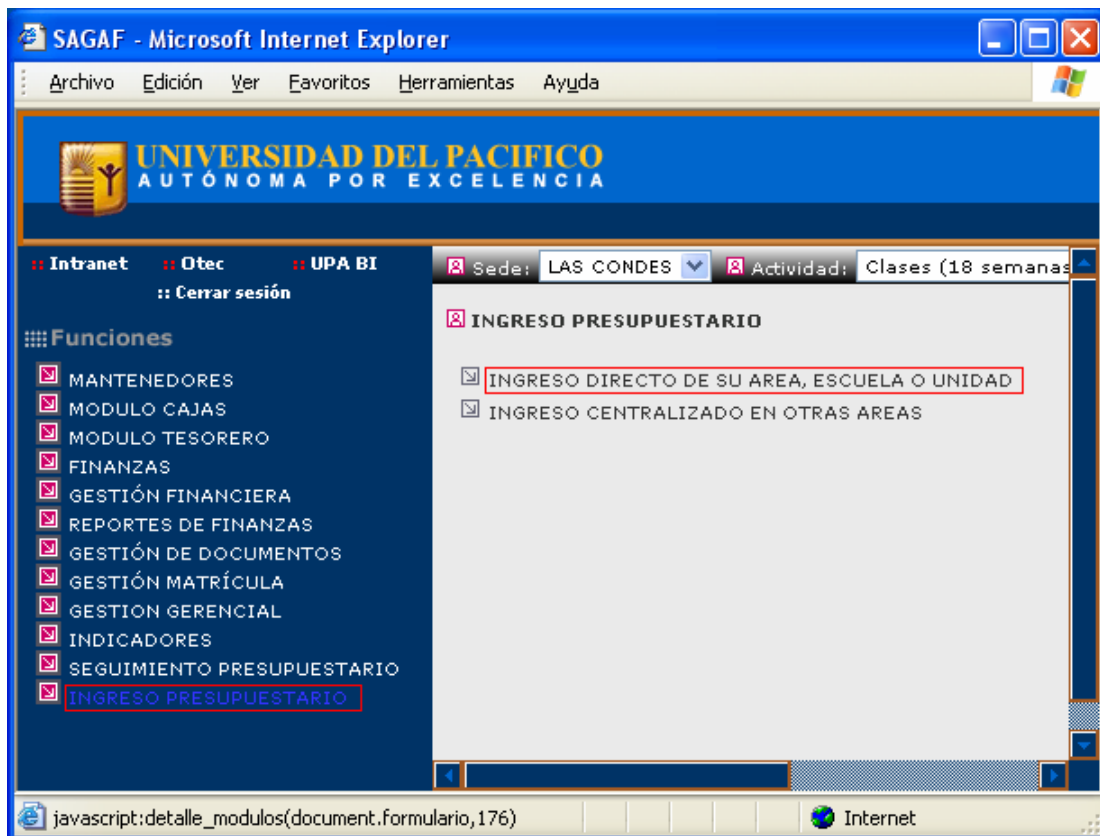 SAGAF - Microsoft Internet Explorer
Archivo Edición Ver Favoritos Herramientas Ayuda
UNIVERSIDAD DEL PACIFICO
AUTÓNOMA POR EXCELENCIA
:: Intranet :: Otec :: UPA BI
:: Cerrar sesión
Sede: LAS CONDES Actividad: Clases (18 semanas
Funciones
MANTENEDORES
MODULO CAJAS
MODULO TESORERO
FINANZAS
GESTIÓN FINANCIERA
REPORTES DE FINANZAS
GESTIÓN DE DOCUMENTOS
GESTIÓN MATRÍCULA
GESTION GERENCIAL
INDICADORES
SEGUIMIENTO PRESUPUESTARIO
INGRESO PRESUPUESTARIO
INGRESO PRESUPUESTARIO
INGRESO DIRECTO DE SU AREA, ESCUELA O UNIDAD
INGRESO CENTRALIZADO EN OTRAS AREAS
javascript:detalle_modulos(document.formulario,176) Internet